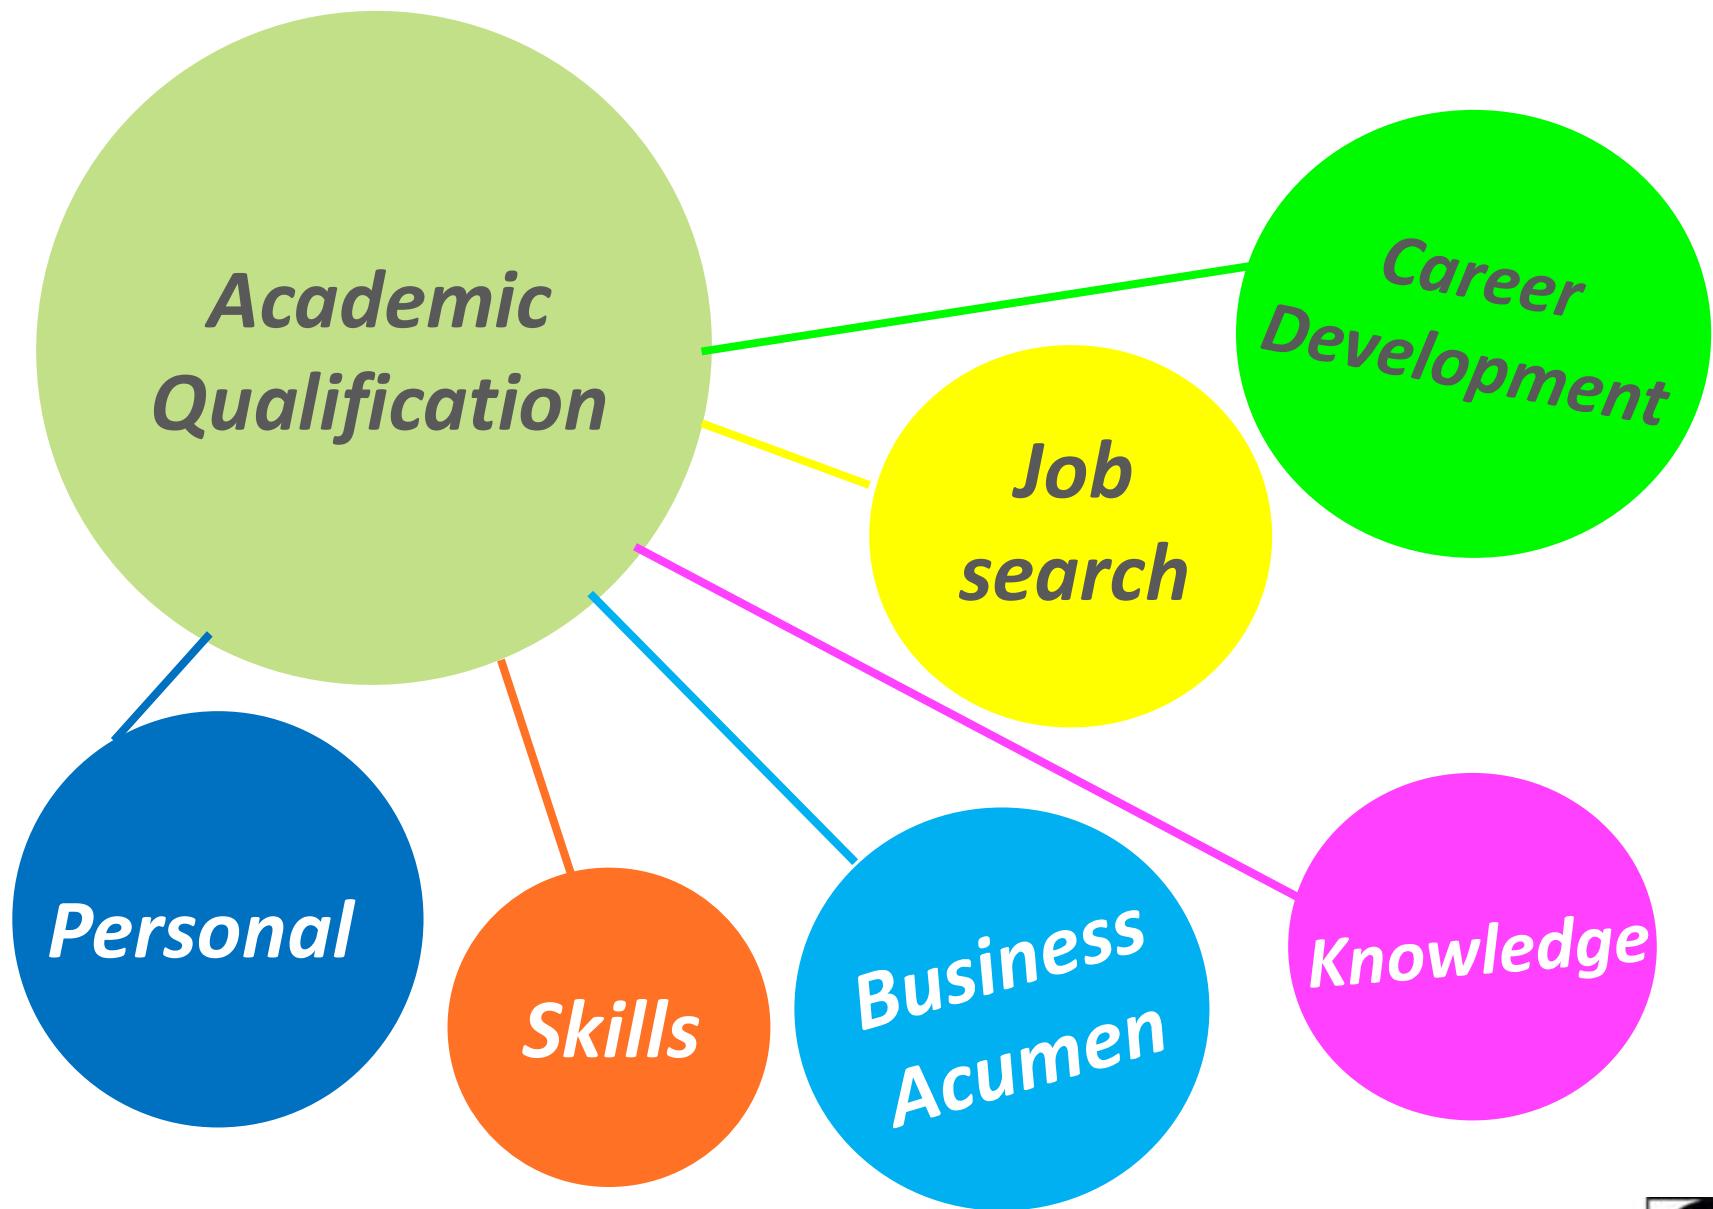 Academic
Qualification
Career
Development
Job
search
Personal
Skills
Business
Acumen
Knowledge